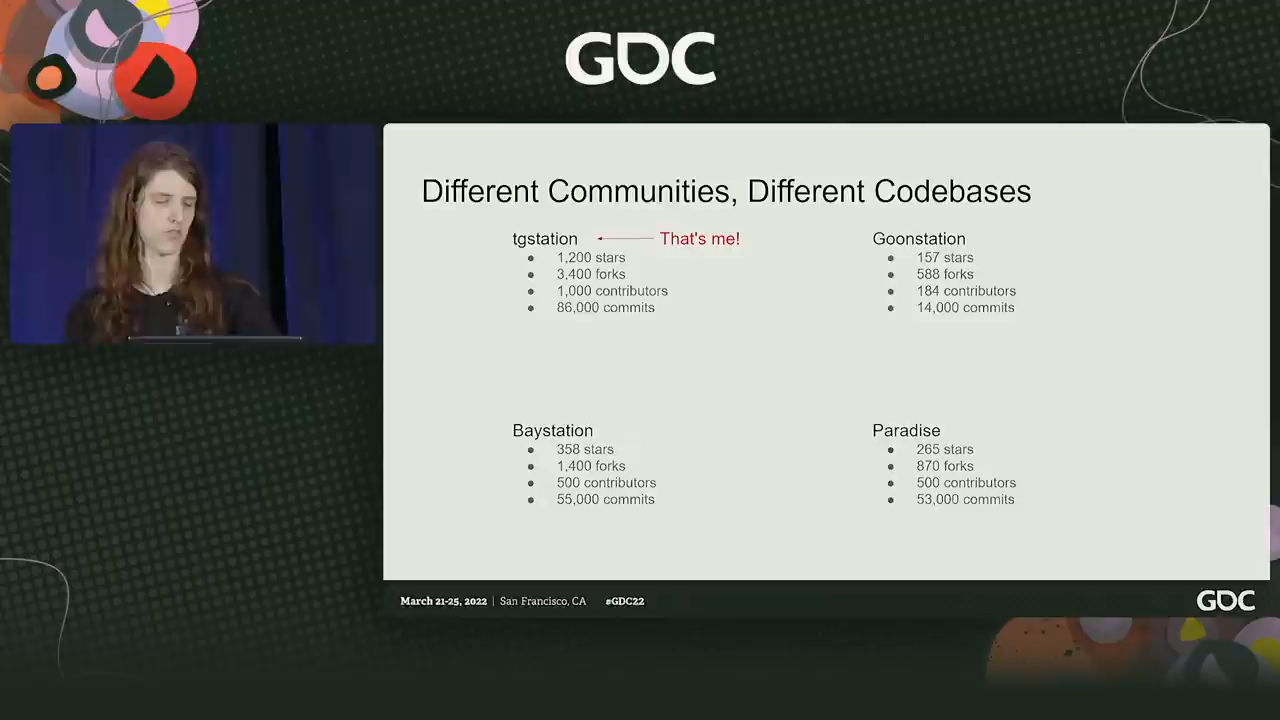 GDC
Different Communities, Different Codebases
tgstation
That's me!
● 1,200 stars
● 3,400 forks
● 1,000 contributors
● 86,000 commits
Goonstation
● 157 stars
● 588 forks
● 184 contributors
● 14,000 commits
Baystation
● 358 stars
● 1,400 forks
● 500 contributors
● 55,000 commits
Paradise
● 265 stars
● 870 forks
● 500 contributors
● 53,000 commits
March 21-25, 2022 | San Francisco, CA #GDC22
GDC